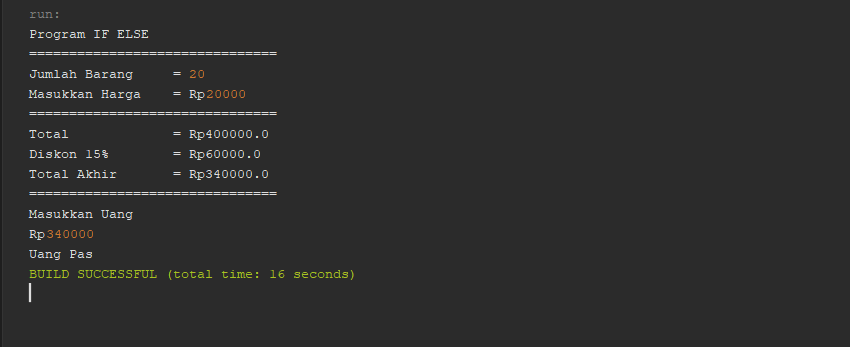 run:
Program IF ELSE
===============================
Jumlah Barang     = 20
Masukkan Harga    = Rp20000
===============================
Total             = Rp400000.0
Diskon 15%        = Rp60000.0
Total Akhir       = Rp340000.0
===============================
Masukkan Uang
Rp340000
Uang Pas
BUILD SUCCESSFUL (total time: 16 seconds)